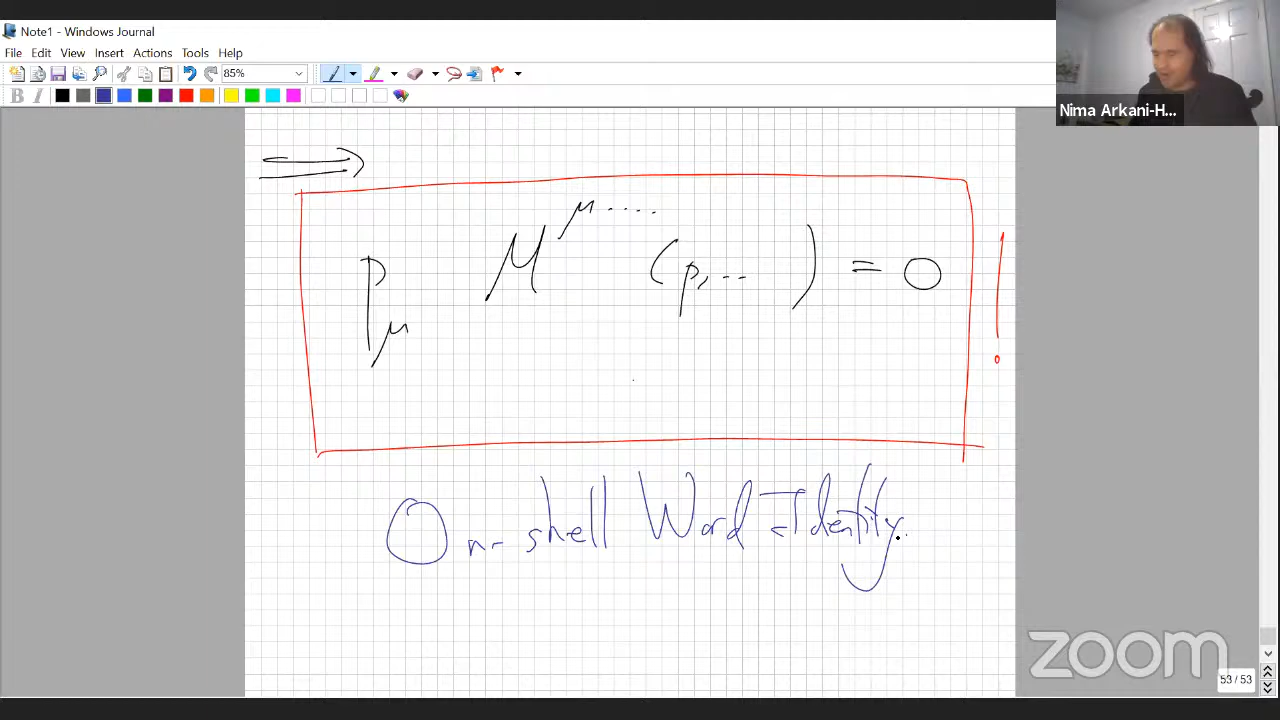 Note1 - Windows Journal
File Edit View Insert Actions Tools Help
85%
B I
Nima Arkani-H...
⇒
p_μ M^{μ....} (p,...) = 0 !
On-shell Ward Identity.
zoom
53 / 53